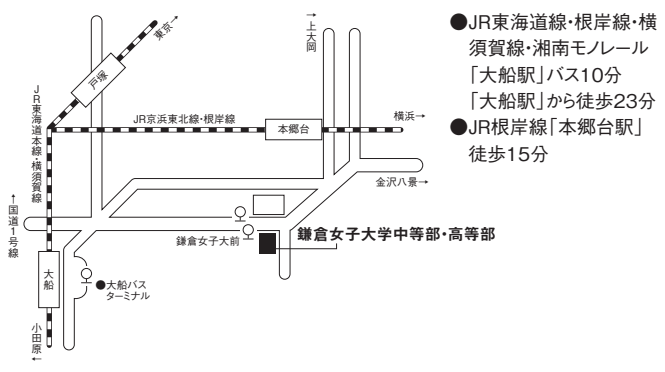 ●JR東海道線・根岸線・横
須賀線・湘南モノレール
「大船駅」バス10分
「大船駅」から徒歩23分
●JR根岸線「本郷台駅」
徒歩15分
東京→
↑上大岡
戸塚
JR東海道本線・横須賀線
JR京浜東北線・根岸線
本郷台
横浜→
金沢八景→
↑国道1号線
鎌倉女子大前
鎌倉女子大学中等部・高等部
大船
●大船バス
ターミナル
小田原→